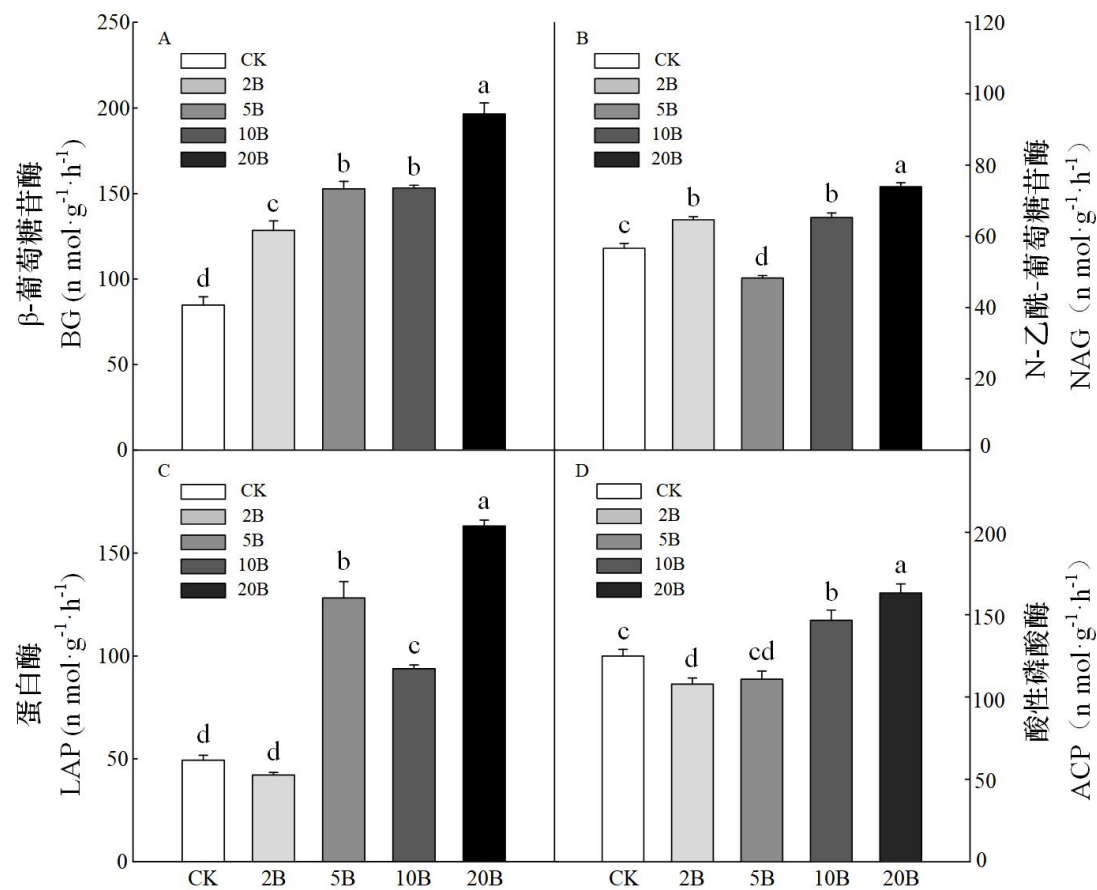 β-葡萄糖苷酶
BG (n mol·g⁻¹·h⁻¹)
250
200
150
100
50
0
A
CK
2B
5B
10B
20B
d
c
b
b
a
B
CK
2B
5B
10B
20B
c
b
d
b
a
120
100
80
60
40
20
0
N-乙酰-葡萄糖苷酶
NAG（n mol·g⁻¹·h⁻¹）
蛋白酶
LAP (n mol·g⁻¹·h⁻¹)
150
100
50
0
C
CK
2B
5B
10B
20B
d
d
b
c
a
D
CK
2B
5B
10B
20B
c
d
cd
b
a
200
150
100
50
0
酸性磷酸酶
ACP（n mol·g⁻¹·h⁻¹）
CK 2B 5B 10B 20B CK 2B 5B 10B 20B